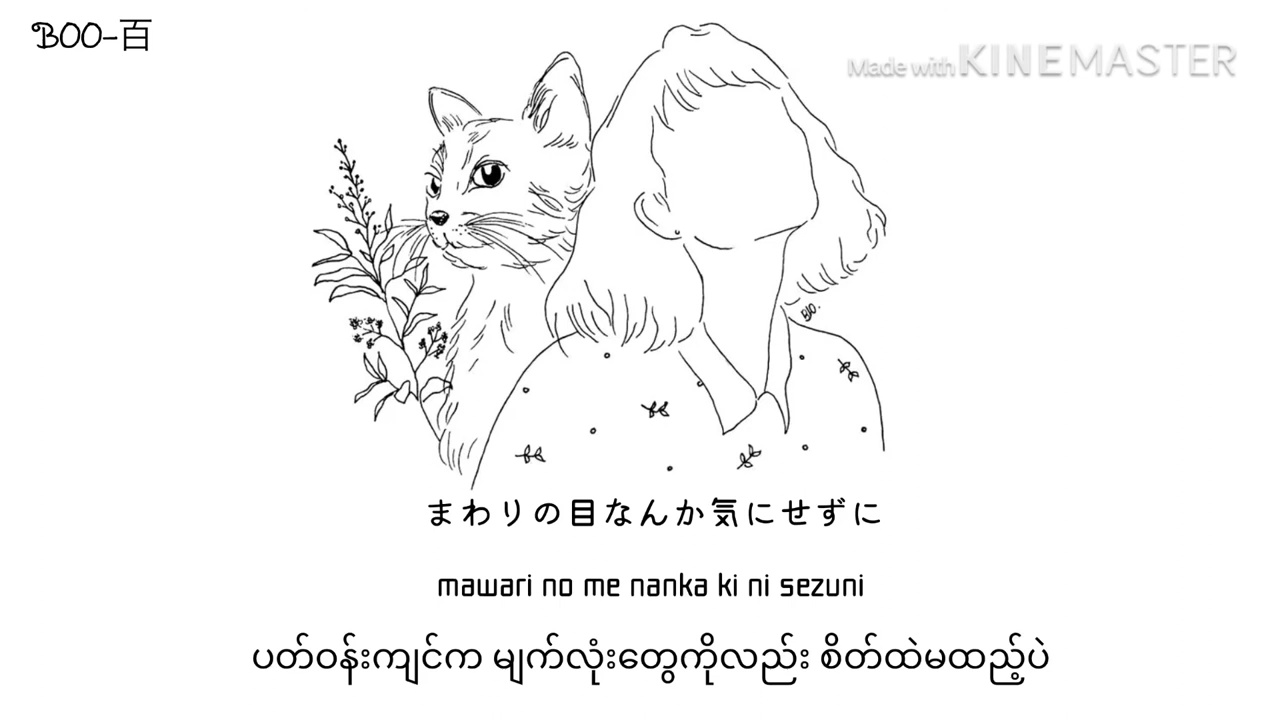 BOO-百
Made with KINEMASTER
まわりの目なんか気にせずに
mawari no me nanka ki ni sezuni
ပတ်ဝန်းကျင်က မျက်လုံးတွေကိုလည်း စိတ်ထဲမထည့်ပဲ